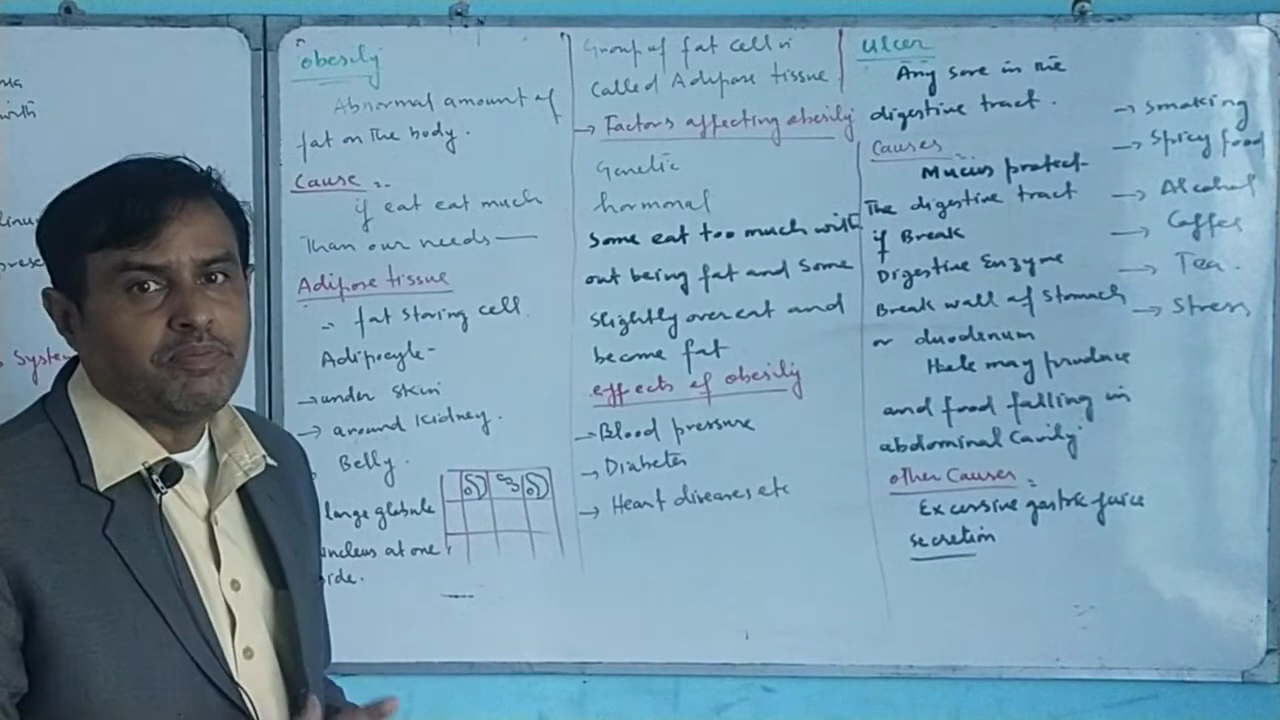 with
System
obesity
Abnormal amount of
fat on The body.
Cause :-
if eat eat much
Than our needs —
Adipose tissue
→ fat storing cell.
Adipocyte-
→ under skin
→ around Kidney.
Belly.
large globule
nucleus at one
side.
Group of fat cell is
Called Adipose tissue
→ Factors affecting obesity
Genetic
hormonal
Some eat too much with
out being fat and Some
Slightly over eat and
become fat
effects of obesity
→ Blood pressure
→ Diabetes
→ Heart diseases etc
Ulcer
Any sore in the
digestive tract.
Causes :-
Mucus protect-
The digestive tract
if Break
Digestive Enzyme
Break wall of Stomach
or duodenum
Hole may produce
and food falling in
abdominal Cavity
other Causes :
Excessive gastric juice
secretion
→ Smoking
→ Spicy food
→ Alcohol
→ Coffee
→ Tea.
→ Stress